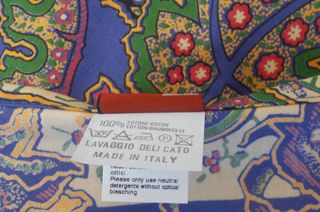 100% COTONE-COTON
COTTON-BAUMWOLLE
LAVAGGIO DELICATO
MADE IN ITALY
ottici
Please only use neutral
detergents without optical
bleaching